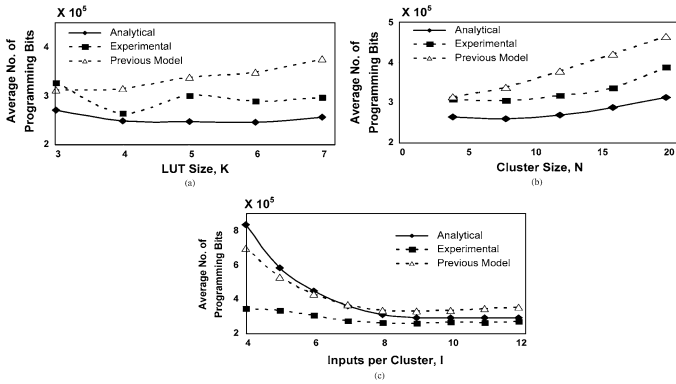 X 10⁵
Analytical
Experimental
Previous Model
Average No. of
Programming Bits
4
3
2
3 4 5 6 7
LUT Size, K
(a)
X 10⁵
Analytical
Experimental
Previous Model
Average No. of
Programming Bits
5
4
3
2
0 5 10 15 20
Cluster Size, N
(b)
X 10⁵
Analytical
Experimental
Previous Model
Average No. of
Programming Bits
8
6
4
2
4 6 8 10 12
Inputs per Cluster, I
(c)